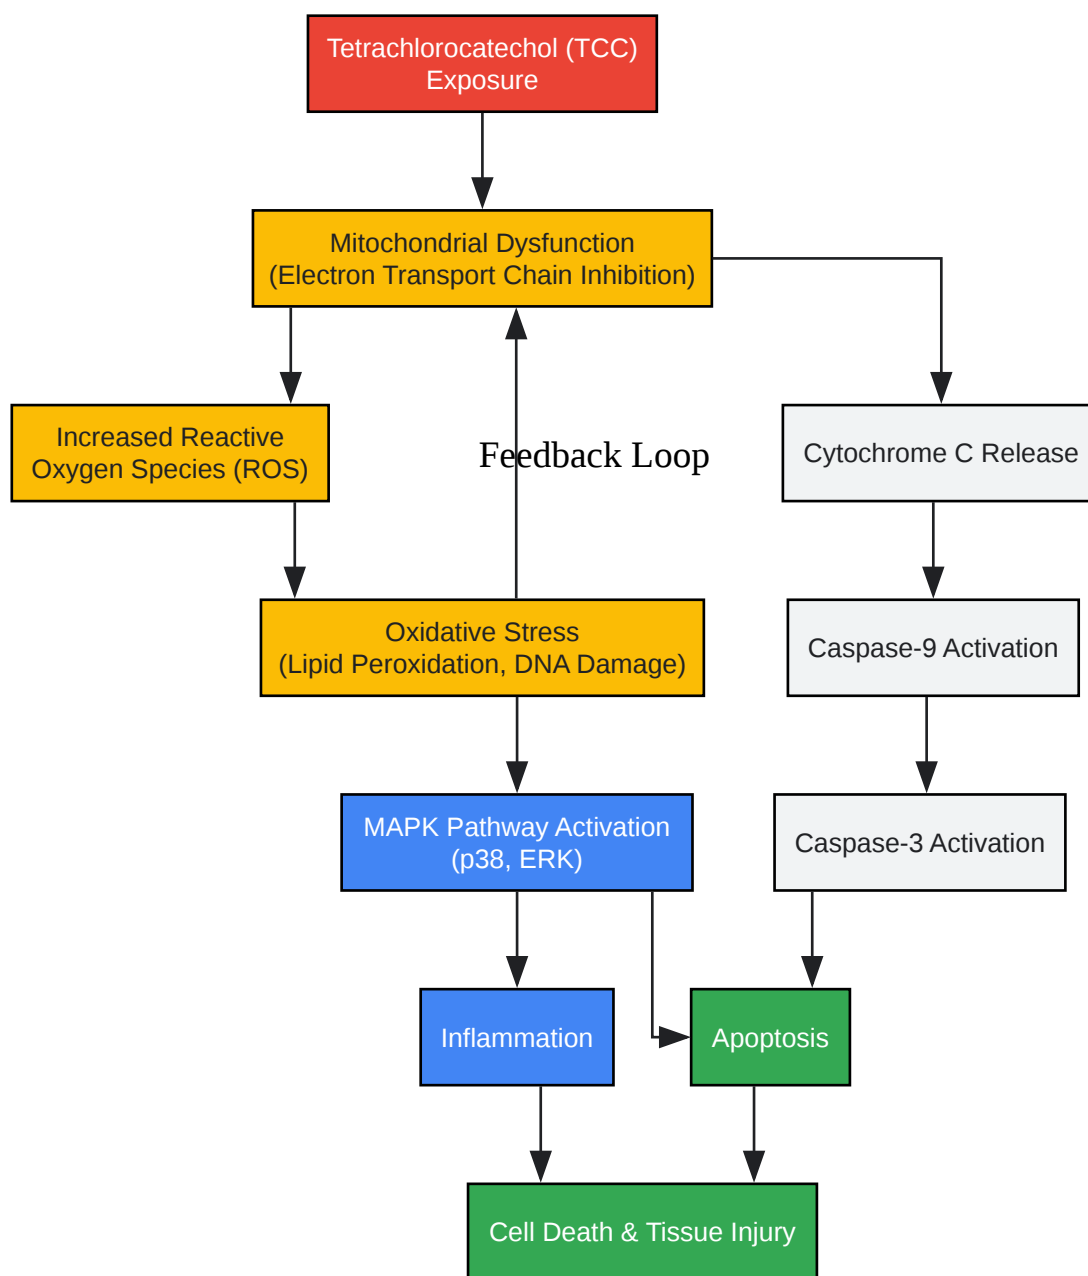 Tetrachlorocatechol (TCC)
Exposure
Mitochondrial Dysfunction
(Electron Transport Chain Inhibition)
Increased Reactive
Oxygen Species (ROS)
Feedback Loop
Cytochrome C Release
Oxidative Stress
(Lipid Peroxidation, DNA Damage)
Caspase-9 Activation
MAPK Pathway Activation
(p38, ERK)
Caspase-3 Activation
Inflammation
Apoptosis
Cell Death & Tissue Injury